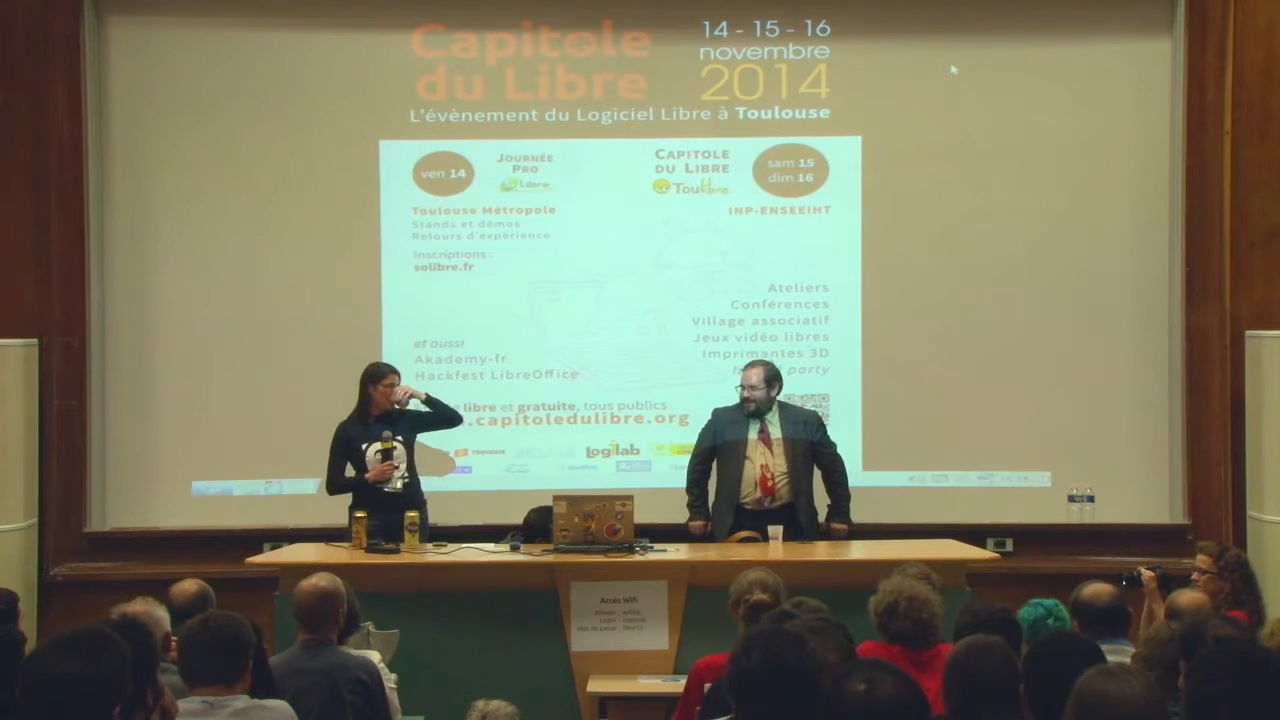 Capitole
du Libre
14 - 15 - 16
novembre
2014
L'évènement du Logiciel Libre à Toulouse
ven 14
JOURNÉE
PRO
Libre
Toulouse Métropole
Stands et démos
Retours d'expérience
Inscriptions :
solibre.fr
CAPITOLE
DU LIBRE
Toulibre
sam 15
dim 16
INP-ENSEEIHT
Ateliers
Conférences
Village associatif
Jeux vidéo libres
Imprimantes 3D
party
et aussi
Akademy-fr
Hackfest LibreOffice
libre et gratuite, tous publics
.capitoledulibre.org
Logilab
Accès Wifi